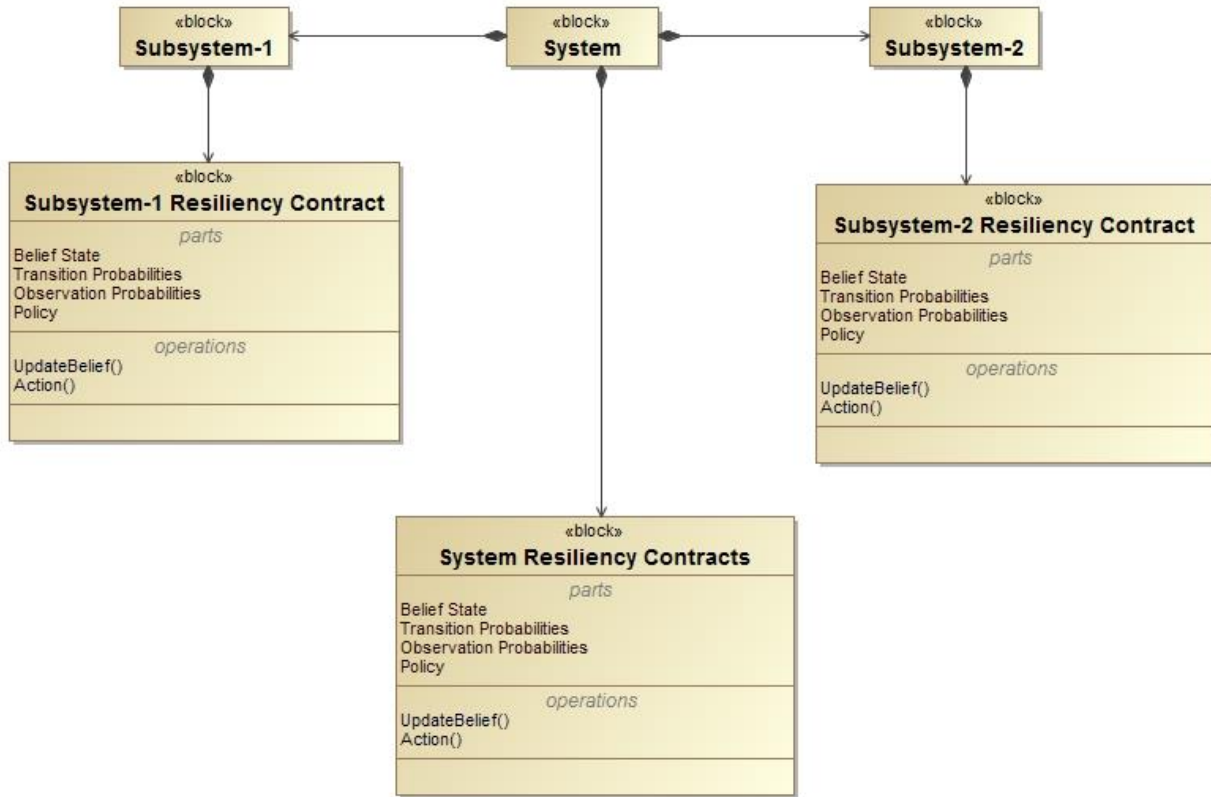 «block»
Subsystem-1
«block»
System
«block»
Subsystem-2
«block»
Subsystem-1 Resiliency Contract
parts
Belief State
Transition Probabilities
Observation Probabilities
Policy
operations
UpdateBelief()
Action()
«block»
Subsystem-2 Resiliency Contract
parts
Belief State
Transition Probabilities
Observation Probabilities
Policy
operations
UpdateBelief()
Action()
«block»
System Resiliency Contracts
parts
Belief State
Transition Probabilities
Observation Probabilities
Policy
operations
UpdateBelief()
Action()